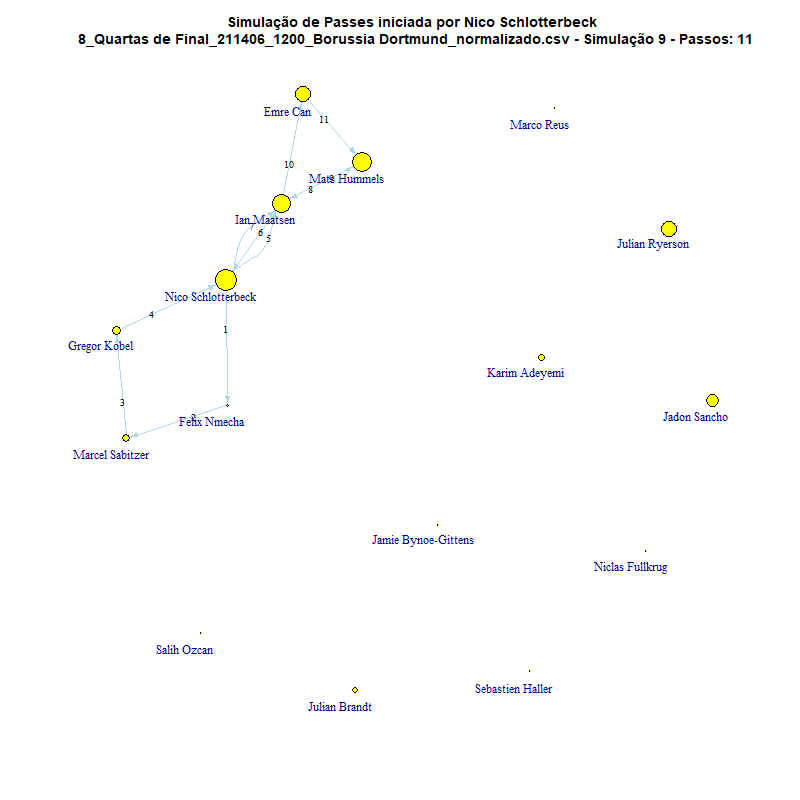 Simulação de Passes iniciada por Nico Schlotterbeck
8_Quartas de Final_211406_1200_Borussia Dortmund_normalizado.csv - Simulação 9 - Passos: 11
Emre Can
11
Marco Reus
10
Mats Hummels
9
8
Ian Maatsen
7
6
5
Julian Ryerson
Nico Schlotterbeck
4
1
Gregor Kobel
Karim Adeyemi
3
2
Felix Nmecha
Jadon Sancho
Marcel Sabitzer
Jamie Bynoe-Gittens
Niclas Fullkrug
Salih Ozcan
Sebastien Haller
Julian Brandt